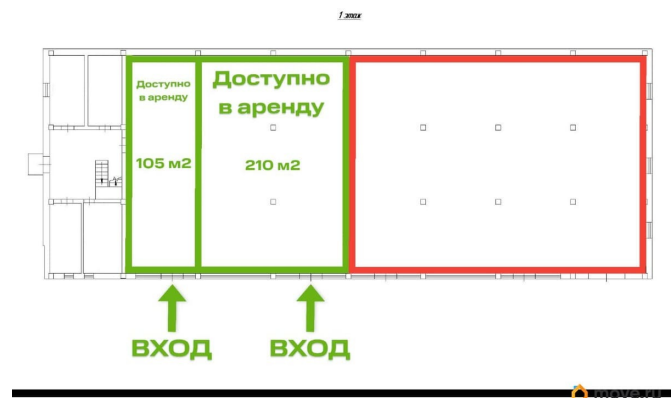 1 этаж
Доступно
в аренду
Доступно
в аренду
105 м2
210 м2
ВХОД
ВХОД
move.ru